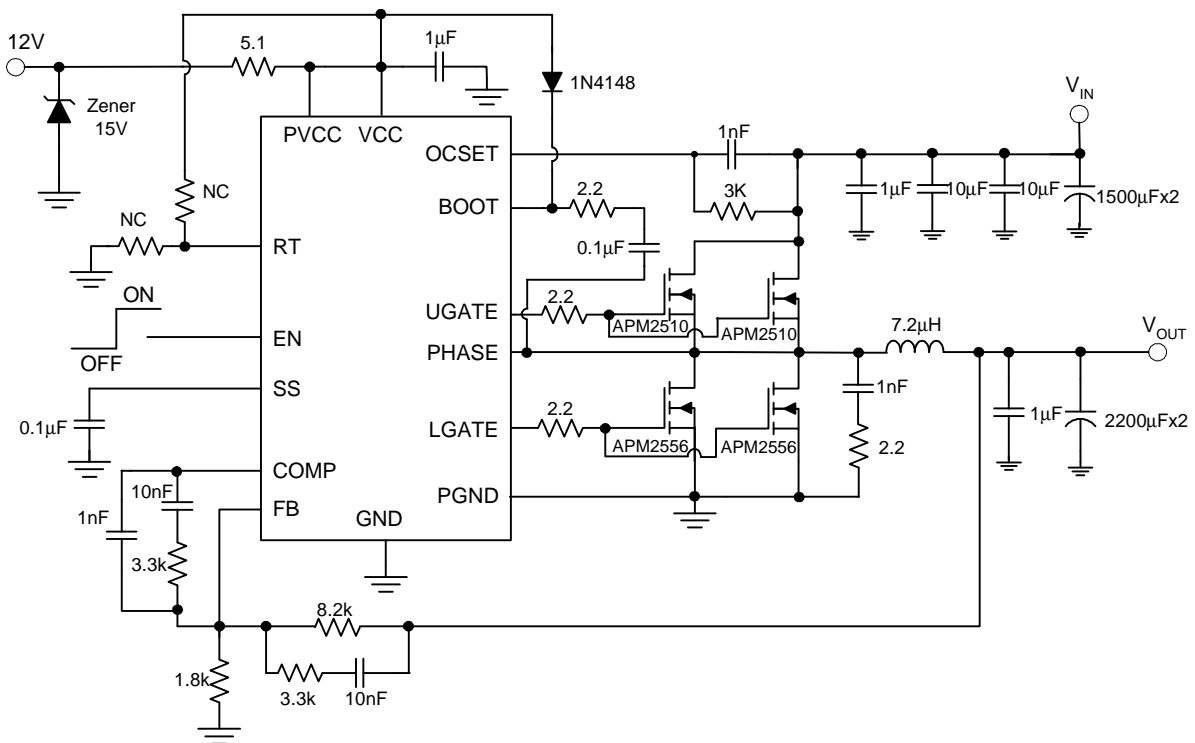 12V
5.1
1μF
1N4148
Zener
15V
PVCC
VCC
V_IN
OCSET
1nF
NC
BOOT
2.2
3K
1μF
10μF
10μF
1500μFx2
NC
0.1μF
RT
ON
OFF
EN
UGATE
2.2
APM2510
APM2510
7.2μH
V_OUT
PHASE
SS
0.1μF
1nF
LGATE
2.2
APM2556
APM2556
2.2
1μF
2200μFx2
COMP
10nF
1nF
FB
PGND
GND
3.3k
8.2k
1.8k
3.3k
10nF